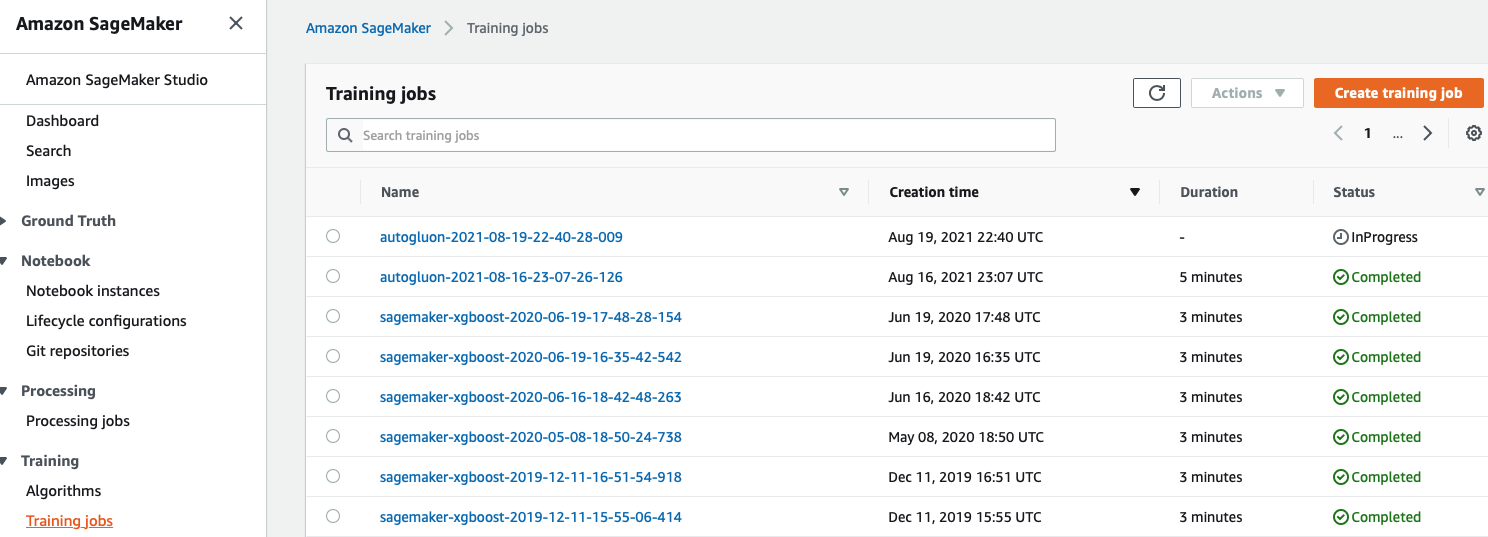 Amazon SageMaker
Amazon SageMaker Studio
Dashboard
Search
Images
Ground Truth
Notebook
Notebook instances
Lifecycle configurations
Git repositories
Processing
Processing jobs
Training
Algorithms
Training jobs
Amazon SageMaker > Training jobs
Training jobs
Actions
Create training job
Search training jobs
1 ...
Name Creation time Duration Status
autogluon-2021-08-19-22-40-28-009 Aug 19, 2021 22:40 UTC - InProgress
autogluon-2021-08-16-23-07-26-126 Aug 16, 2021 23:07 UTC 5 minutes Completed
sagemaker-xgboost-2020-06-19-17-48-28-154 Jun 19, 2020 17:48 UTC 3 minutes Completed
sagemaker-xgboost-2020-06-19-16-35-42-542 Jun 19, 2020 16:35 UTC 3 minutes Completed
sagemaker-xgboost-2020-06-16-18-42-48-263 Jun 16, 2020 18:42 UTC 3 minutes Completed
sagemaker-xgboost-2020-05-08-18-50-24-738 May 08, 2020 18:50 UTC 3 minutes Completed
sagemaker-xgboost-2019-12-11-16-51-54-918 Dec 11, 2019 16:51 UTC 3 minutes Completed
sagemaker-xgboost-2019-12-11-15-55-06-414 Dec 11, 2019 15:55 UTC 3 minutes Completed